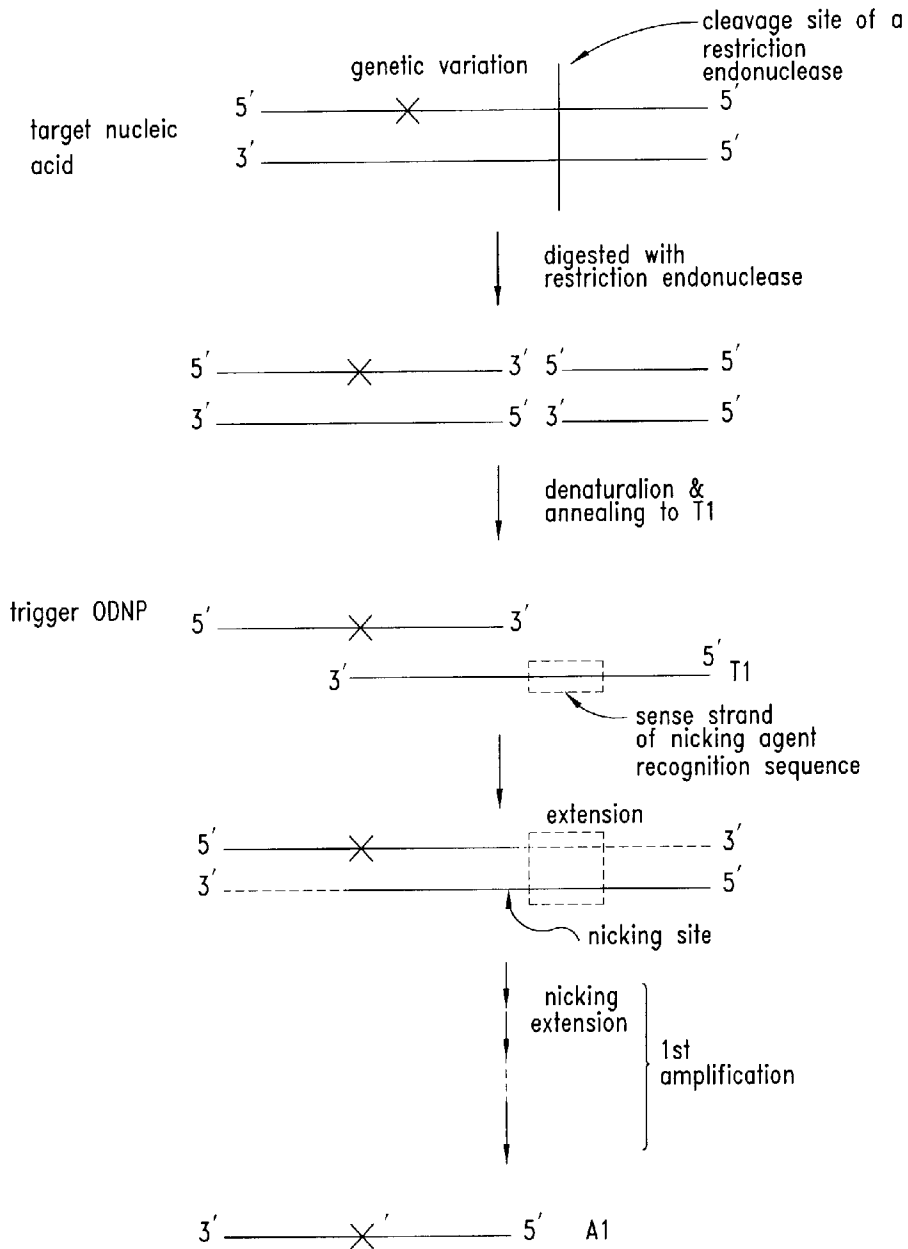 cleavage site of a
restriction
endonuclease
genetic variation
5′ 5′
target nucleic
acid
3′ 5′
digested with
restriction endonuclease
5′ 3′ 5′ 5′
3′ 5′ 3′ 5′
denaturalion &
annealing to T1
trigger ODNP
5′ 3′
3′ 5′ T1
sense strand
of nicking agent
recognition sequence
extension
5′ 3′
3′ 5′
nicking site
nicking
extension
1st
amplification
3′ ′ 5′ A1